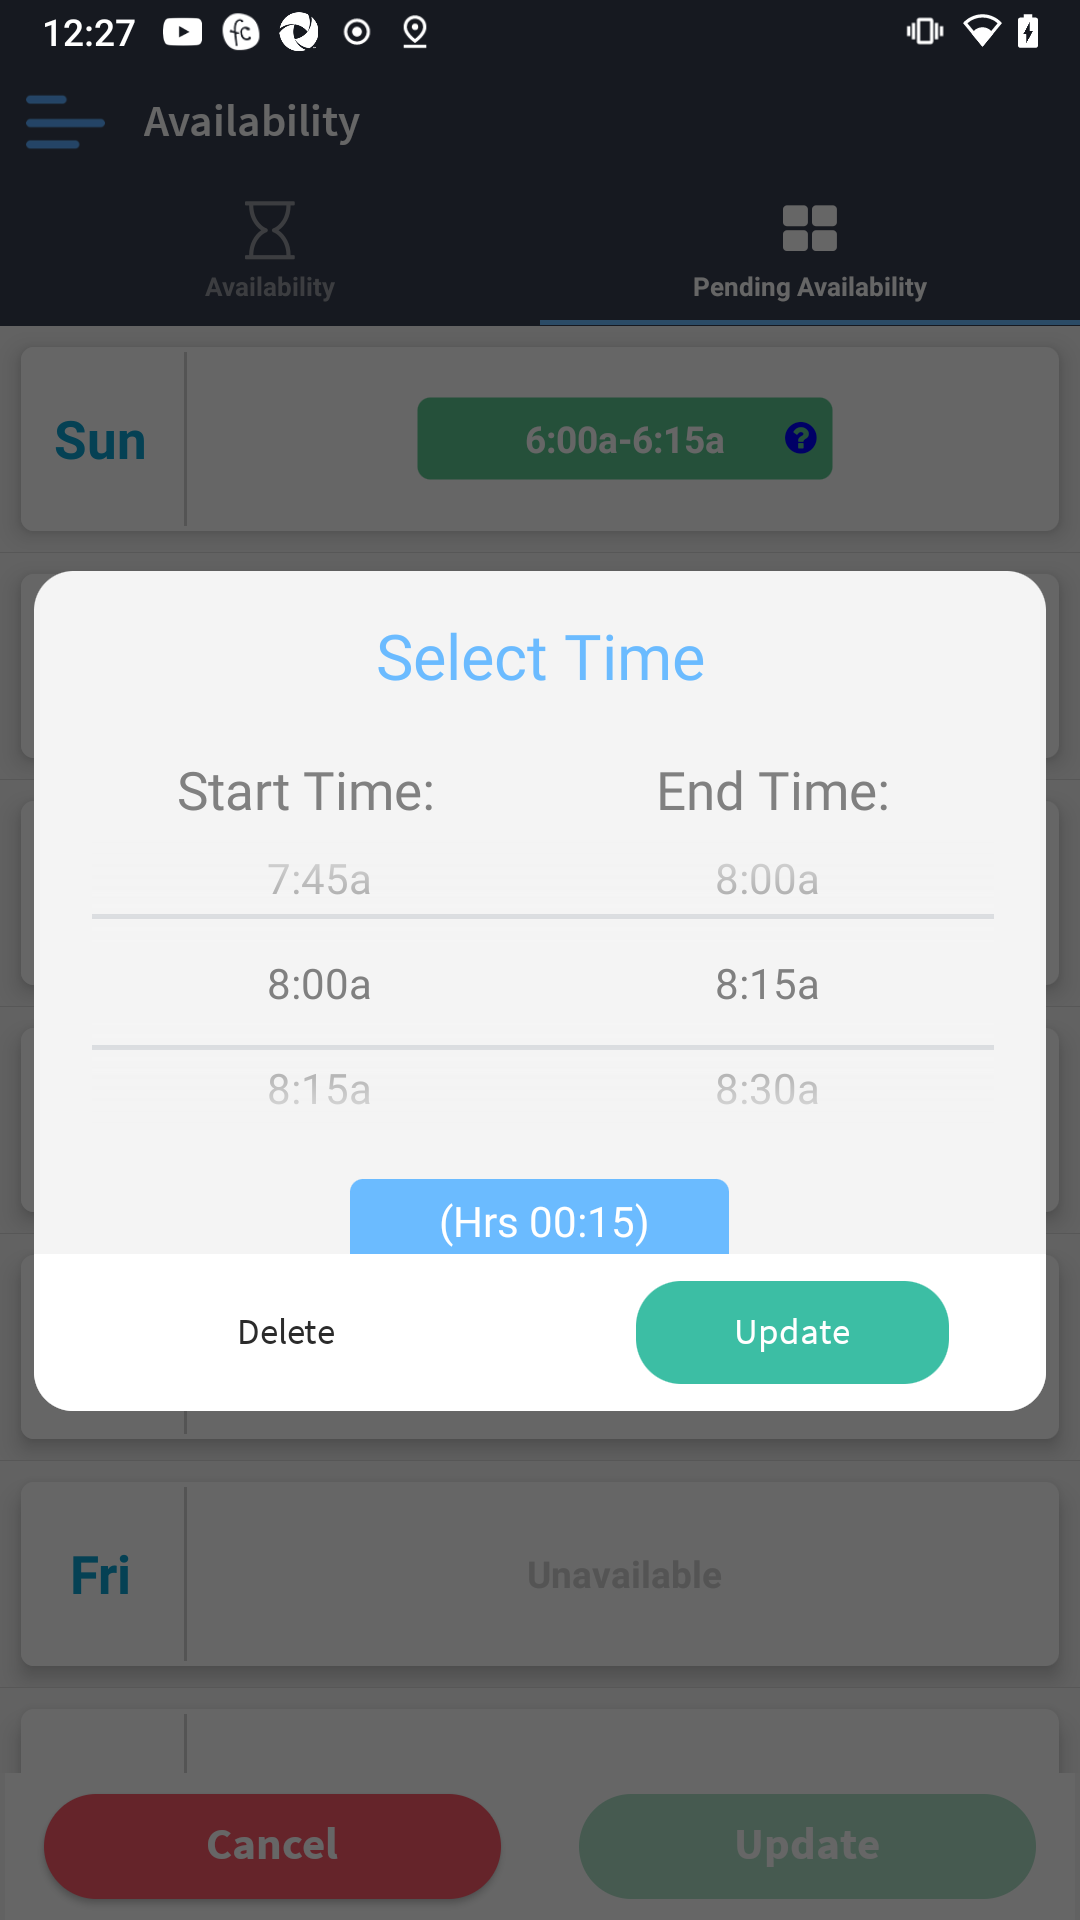 12:27
Availability
Availability
Pending Availability
Sun
6:00a-6:15a ?
Select Time
Start Time:
End Time:
7:45a
8:00a
8:00a
8:15a
8:15a
8:30a
(Hrs 00:15)
Delete
Update
Fri
Unavailable
Cancel
Update